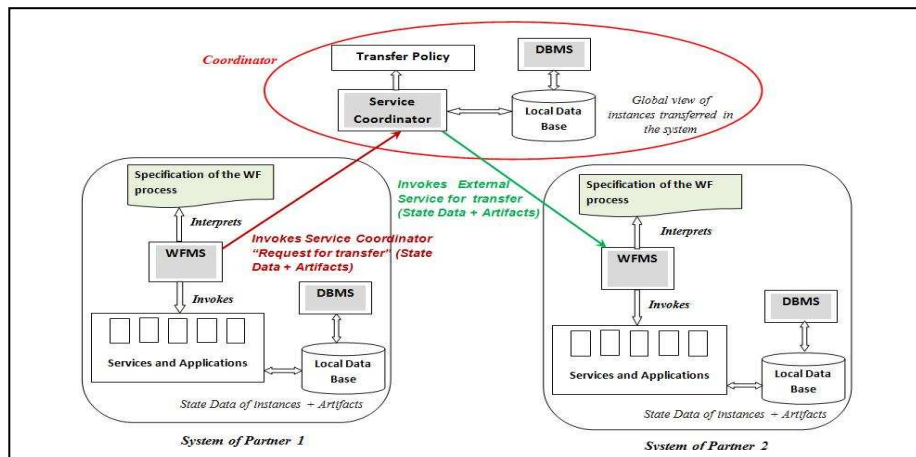 Coordinator
Transfer Policy
DBMS
Service
Coordinator
Local Data
Base
Global view of
instances transferred in
the system
Specification of the WF
process
Interprets
WFMS
Invokes
Invokes Service Coordinator
"Request for transfer" (State
Data + Artifacts)
DBMS
Services and Applications
Local Data
Base
State Data of instances + Artifacts
System of Partner 1
Invokes External
Service for transfer
(State Data + Artifacts)
Specification of the WF
process
Interprets
WFMS
Invokes
DBMS
Services and Applications
Local Data
Base
State Data of instances + Artifacts
System of Partner 2